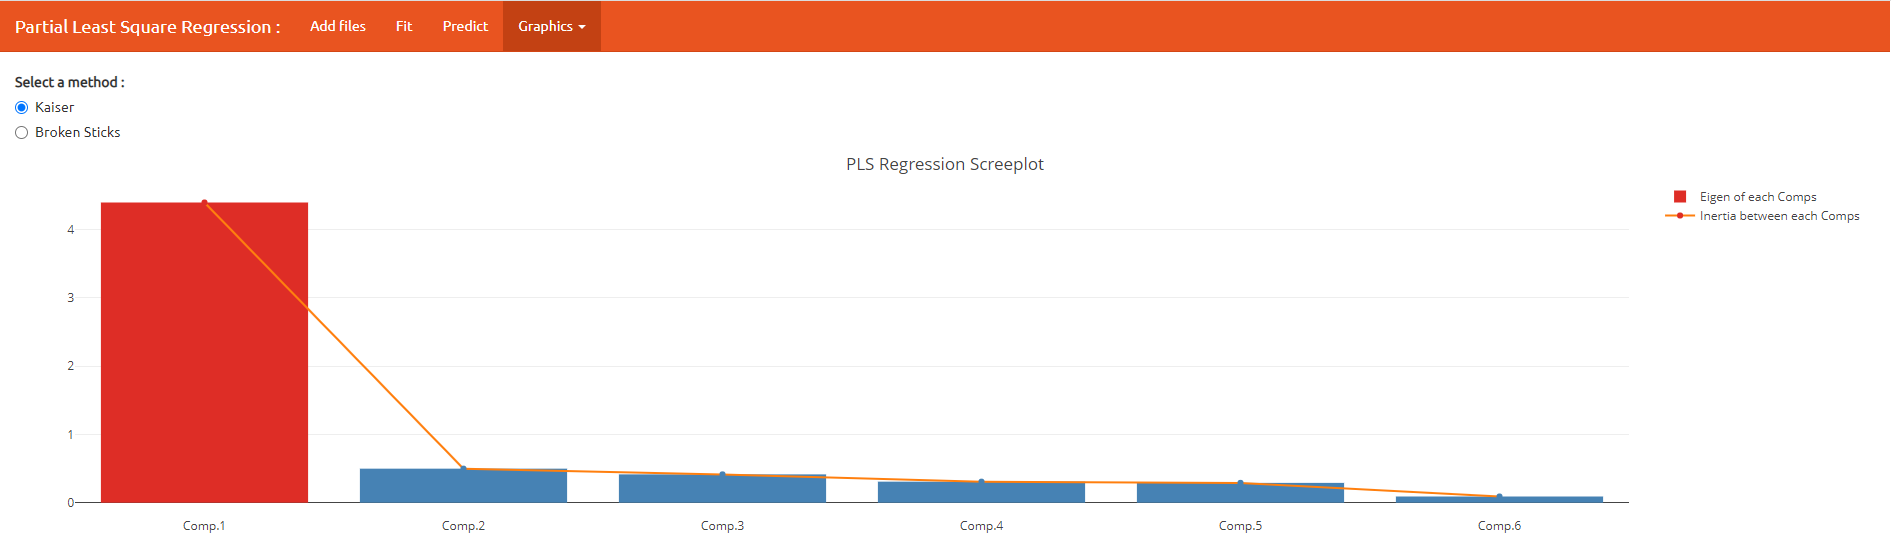 Partial Least Square Regression : Add files Fit Predict Graphics
Select a method :
Kaiser
Broken Sticks
PLS Regression Screeplot
Eigen of each Comps
Inertia between each Comps
4
3
2
1
0
Comp.1 Comp.2 Comp.3 Comp.4 Comp.5 Comp.6